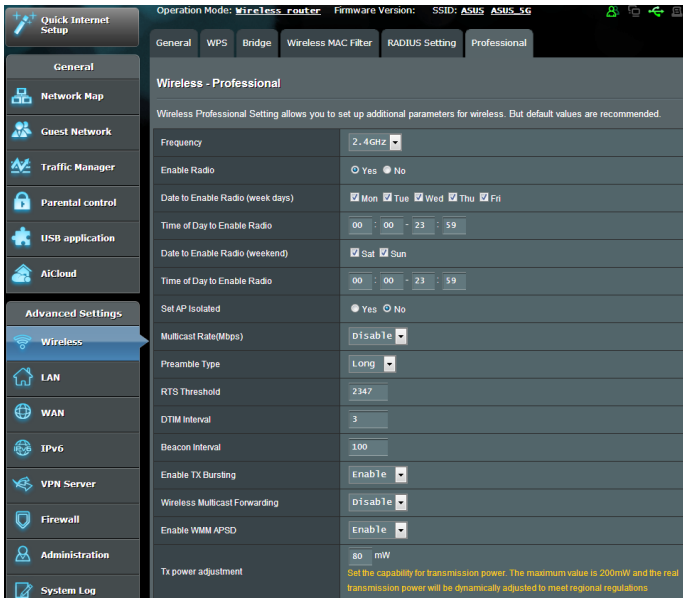 Quick Internet
Setup
Operation Mode: Wireless router Firmware Version: SSID: ASUS ASUS_5G
General WPS Bridge Wireless MAC Filter RADIUS Setting Professional
General
Network Map
Guest Network
Traffic Manager
Parental control
USB application
AiCloud
Advanced Settings
Wireless
LAN
WAN
IPv6
VPN Server
Firewall
Administration
System Log
Wireless - Professional
Wireless Professional Setting allows you to set up additional parameters for wireless. But default values are recommended.
Frequency 2.4GHz
Enable Radio Yes No
Date to Enable Radio (week days) Mon Tue Wed Thu Fri
Time of Day to Enable Radio 00 : 00 - 23 : 59
Date to Enable Radio (weekend) Sat Sun
Time of Day to Enable Radio 00 : 00 - 23 : 59
Set AP Isolated Yes No
Multicast Rate(Mbps) Disable
Preamble Type Long
RTS Threshold 2347
DTIM Interval 3
Beacon Interval 100
Enable TX Bursting Enable
Wireless Multicast Forwarding Disable
Enable WMM APSD Enable
Tx power adjustment 80 mW
Set the capability for transmission power. The maximum value is 200mW and the real
transmission power will be dynamically adjusted to meet regional regulations